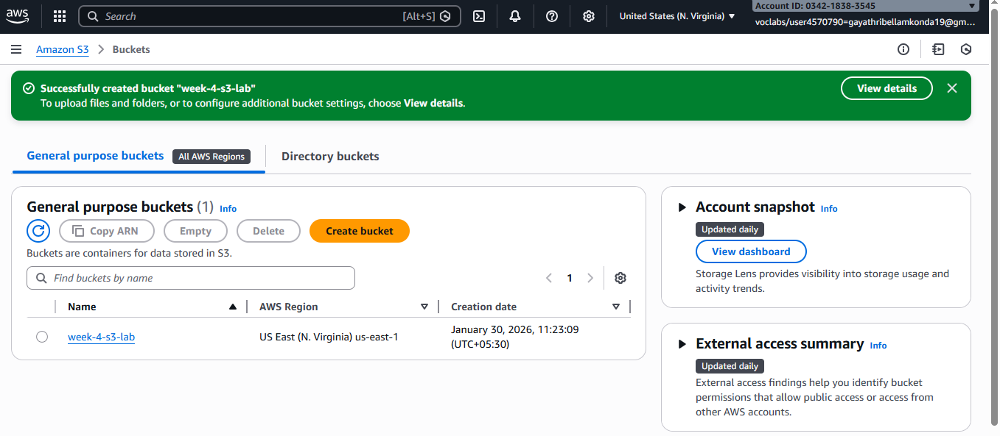 aws
Search [Alt+S]
United States (N. Virginia)
Account ID: 0342-1838-3545
voclabs/user4570790=gayathribellamkonda19@gm...
Amazon S3 > Buckets
Successfully created bucket "week-4-s3-lab"
To upload files and folders, or to configure additional bucket settings, choose View details.
View details
General purpose buckets All AWS Regions
Directory buckets
General purpose buckets (1) Info
Copy ARN
Empty
Delete
Create bucket
Buckets are containers for data stored in S3.
Find buckets by name
1
Name AWS Region Creation date
week-4-s3-lab US East (N. Virginia) us-east-1 January 30, 2026, 11:23:09
(UTC+05:30)
Account snapshot Info
Updated daily
View dashboard
Storage Lens provides visibility into storage usage and
activity trends.
External access summary Info
Updated daily
External access findings help you identify bucket
permissions that allow public access or access from
other AWS accounts.